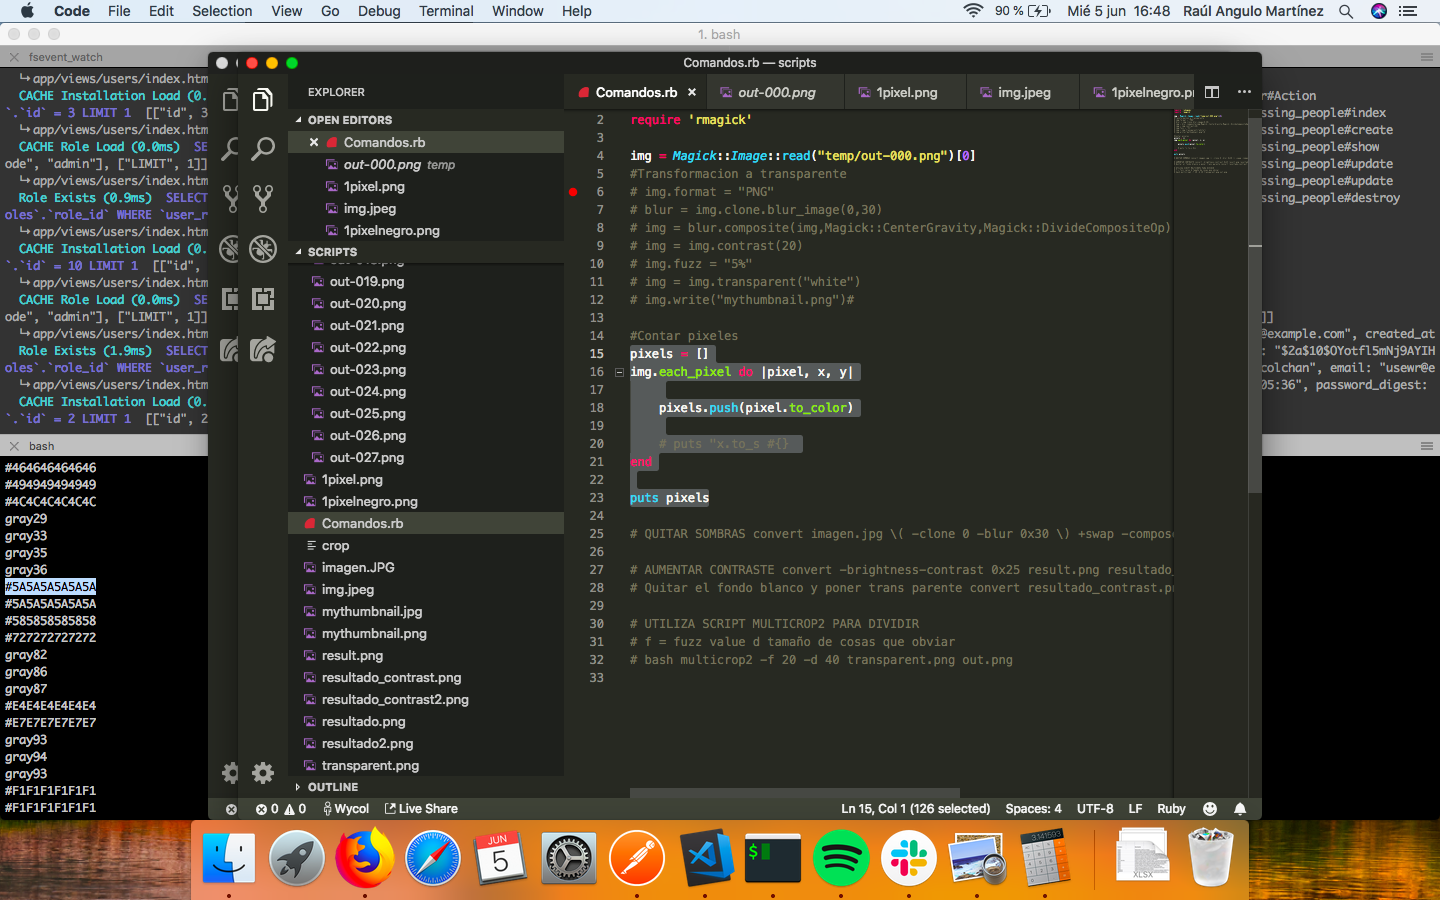 Code File Edit Selection View Go Debug Terminal Window Help 90 % Mié 5 jun 16:48 Raúl Angulo Martínez
1. bash
fsevent_watch
↳ app/views/users/index.htm
CACHE Installation Load (0.
`.`id` = 3 LIMIT 1 [["id", 3
↳ app/views/users/index.htm
CACHE Role Load (0.0ms) SE
ode", "admin"], ["LIMIT", 1]]
↳ app/views/users/index.htm
Role Exists (0.9ms) SELECT
oles`.`role_id` WHERE `user_r
↳ app/views/users/index.htm
CACHE Installation Load (0.
`.`id` = 10 LIMIT 1 [["id",
↳ app/views/users/index.htm
CACHE Role Load (0.0ms) SE
ode", "admin"], ["LIMIT", 1]]
↳ app/views/users/index.htm
Role Exists (1.9ms) SELECT
oles`.`role_id` WHERE `user_r
↳ app/views/users/index.htm
CACHE Installation Load (0.
`.`id` = 2 LIMIT 1 [["id", 2
bash
#464646464646
#494949494949
#4C4C4C4C4C4C
gray29
gray33
gray35
gray36
#5A5A5A5A5A5A
#5A5A5A5A5A5A
#585858585858
#727272727272
gray82
gray86
gray87
#E4E4E4E4E4E4
#E7E7E7E7E7E7
gray93
gray94
gray93
#F1F1F1F1F1F1
#F1F1F1F1F1F1
Comandos.rb — scripts
EXPLORER
OPEN EDITORS
Comandos.rb
out-000.png temp
1pixel.png
img.jpeg
1pixelnegro.png
SCRIPTS
out-019.png
out-020.png
out-021.png
out-022.png
out-023.png
out-024.png
out-025.png
out-026.png
out-027.png
1pixel.png
1pixelnegro.png
Comandos.rb
crop
imagen.JPG
img.jpeg
mythumbnail.jpg
mythumbnail.png
result.png
resultado_contrast.png
resultado_contrast2.png
resultado.png
resultado2.png
transparent.png
OUTLINE
Comandos.rb out-000.png 1pixel.png img.jpeg 1pixelnegro.pr
2 require 'rmagick'
3
4 img = Magick::Image::read("temp/out-000.png")[0]
5 #Transformacion a transparente
6 # img.format = "PNG"
7 # blur = img.clone.blur_image(0,30)
8 # img = blur.composite(img,Magick::CenterGravity,Magick::DivideCompositeOp)
9 # img = img.contrast(20)
10 # img.fuzz = "5%"
11 # img = img.transparent("white")
12 # img.write("mythumbnail.png")#
13
14 #Contar pixeles
15 pixels = []
16 img.each_pixel do |pixel, x, y|
17
18 pixels.push(pixel.to_color)
19
20 # puts "x.to_s #{}
21 end
22
23 puts pixels
24
25 # QUITAR SOMBRAS convert imagen.jpg \( -clone 0 -blur 0x30 \) +swap -compos
26
27 # AUMENTAR CONTRASTE convert -brightness-contrast 0x25 result.png resultado_
28 # Quitar el fondo blanco y poner trans parente convert resultado_contrast.pn
29
30 # UTILIZA SCRIPT MULTICROP2 PARA DIVIDIR
31 # f = fuzz value d tamaño de cosas que obviar
32 # bash multicrop2 -f 20 -d 40 transparent.png out.png
33
0 0 Wycol Live Share Ln 15, Col 1 (126 selected) Spaces: 4 UTF-8 LF Ruby
r#Action
ssing_people#index
ssing_people#create
ssing_people#show
ssing_people#update
ssing_people#update
ssing_people#destroy
]]
@example.com", created_at
: "$2a$10$OYotfl5mNj9AYIH
colchan", email: "usewr@e
05:36", password_digest:
JUN
5
3.141593
XLSX